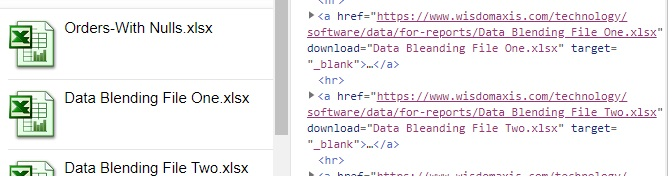 Orders-With Nulls.xlsx
Data Blending File One.xlsx
Data Blending File Two.xlsx
<a href="https://www.wisdomaxis.com/technology/
software/data/for-reports/Data Blending File One.xlsx"
download="Data Bleanding File One.xlsx" target=
"_blank">…</a>
<hr>
<a href="https://www.wisdomaxis.com/technology/
software/data/for-reports/Data Blending File Two.xlsx"
download="Data Bleanding File Two.xlsx" target=
"_blank">…</a>
<hr>
<a href="https://www.wisdomaxis.com/technology/